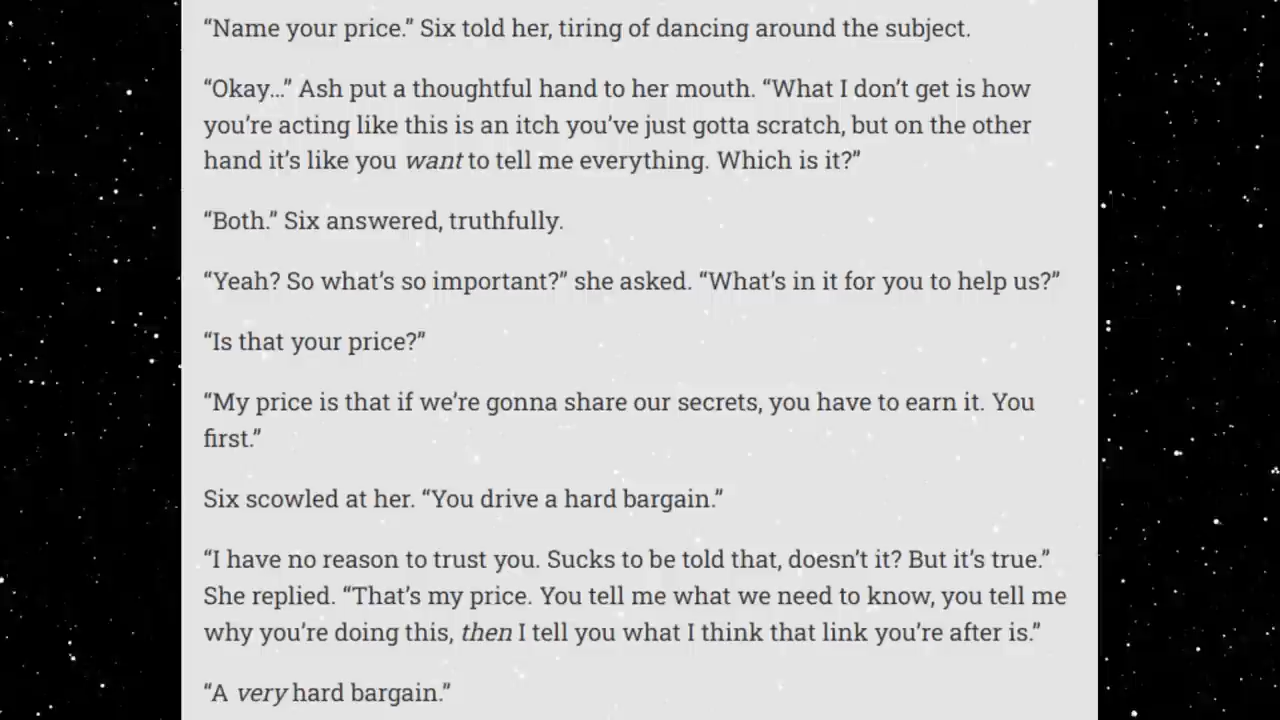 “Name your price.” Six told her, tiring of dancing around the subject.
“Okay…” Ash put a thoughtful hand to her mouth. “What I don’t get is how
you’re acting like this is an itch you’ve just gotta scratch, but on the other
hand it’s like you want to tell me everything. Which is it?”
“Both.” Six answered, truthfully.
“Yeah? So what’s so important?” she asked. “What’s in it for you to help us?”
“Is that your price?”
“My price is that if we’re gonna share our secrets, you have to earn it. You
first.”
Six scowled at her. “You drive a hard bargain.”
“I have no reason to trust you. Sucks to be told that, doesn’t it? But it’s true.”
She replied. “That’s my price. You tell me what we need to know, you tell me
why you’re doing this, then I tell you what I think that link you’re after is.”
“A very hard bargain.”